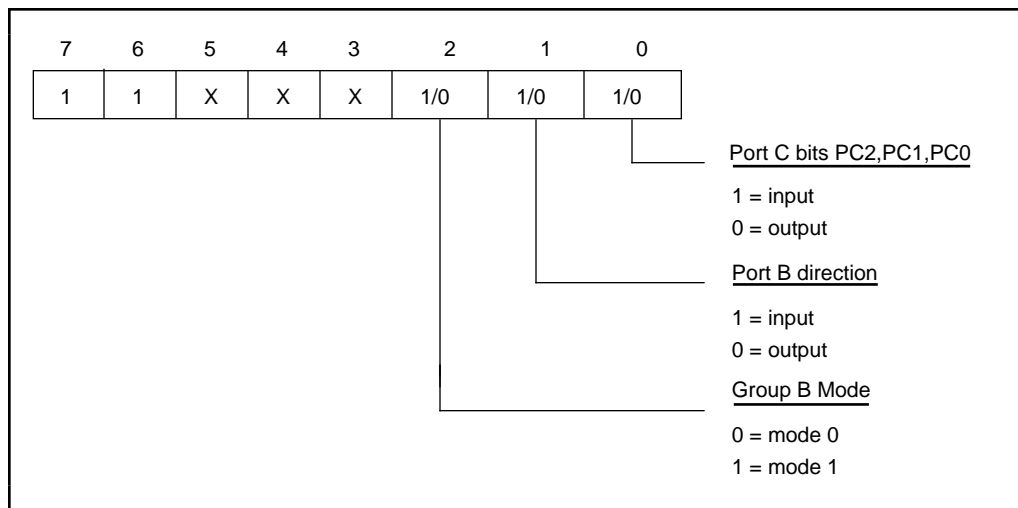 7 6 5 4 3 2 1 0
1 1 X X X 1/0 1/0 1/0
Port C bits PC2,PC1,PC0
1 = input
0 = output
Port B direction
1 = input
0 = output
Group B Mode
0 = mode 0
1 = mode 1